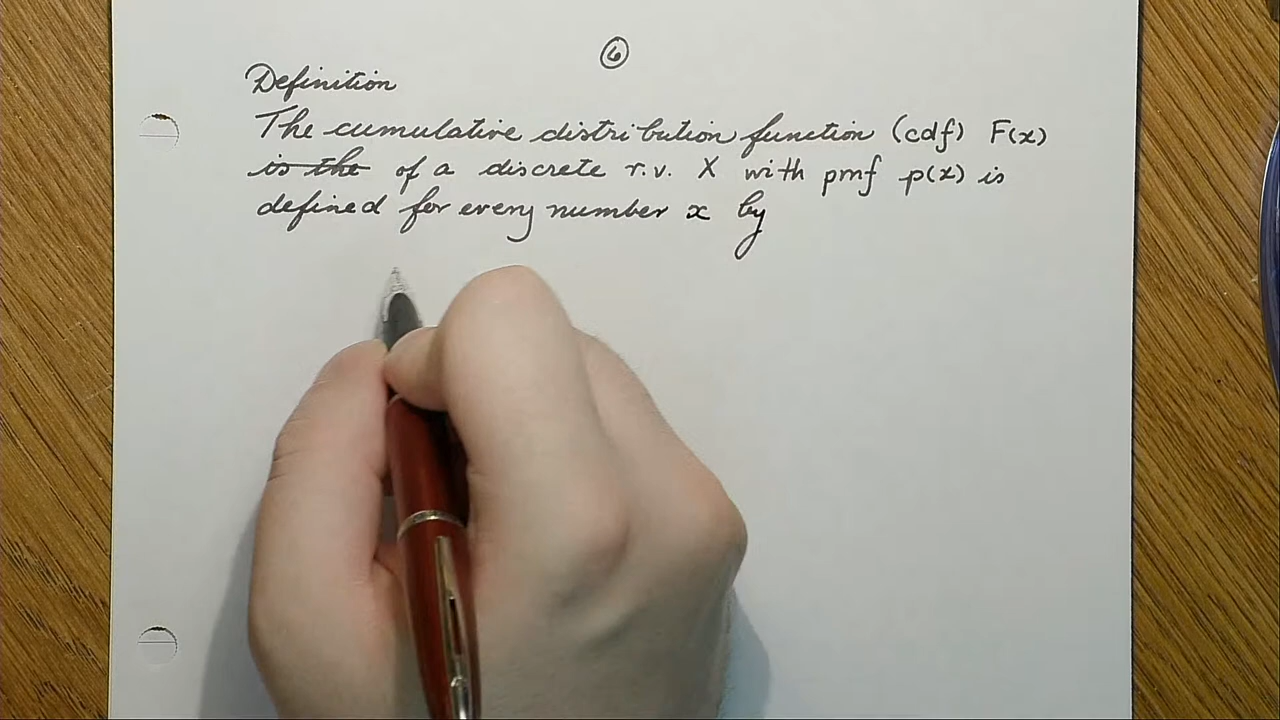 6
Definition
The cumulative distribution function (cdf) F(x)
is the of a discrete r.v. X with pmf p(x) is
defined for every number x by